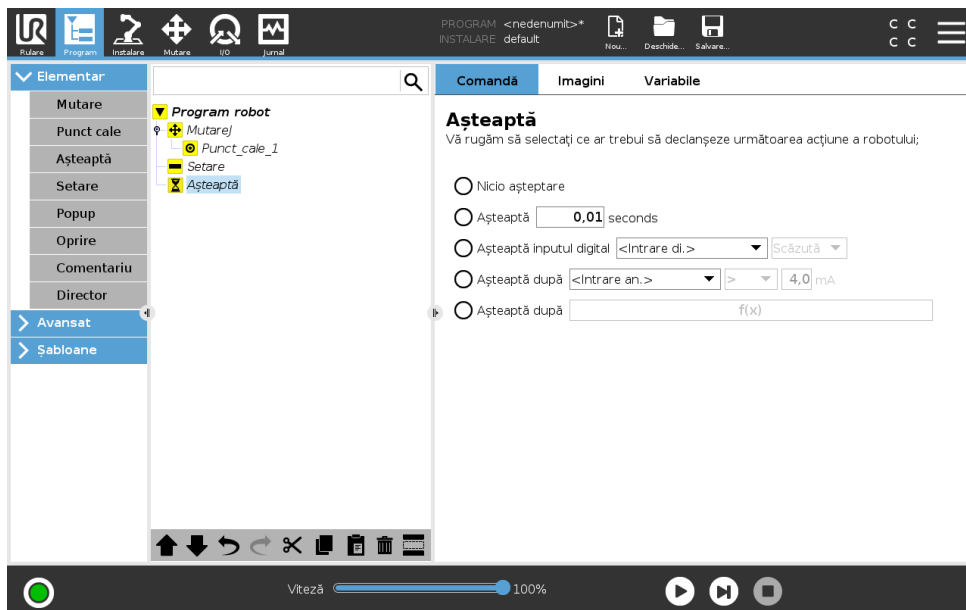 UR
PROGRAM <nedenumit>*
INSTALARE default
Rulare Program Instalare Mutare I/O Jurnal
Nou... Deschide... Salvare...
C C
C C
Elementar
Mutare
Punct cale
Așteaptă
Setare
Popup
Oprire
Comentariu
Director
Avansat
Șabloane
Program robot
MutareJ
Punct_cale_1
Setare
Așteaptă
Comandă Imagini Variabile
Așteaptă
Vă rugăm să selectați ce ar trebui să declanșeze următoarea acțiune a robotului;
Nicio așteptare
Așteaptă 0,01 seconds
Așteaptă inputul digital <Intrare di.> Scăzută
Așteaptă după <Intrare an.> > 4,0 mA
Așteaptă după f(x)
Viteză 100%